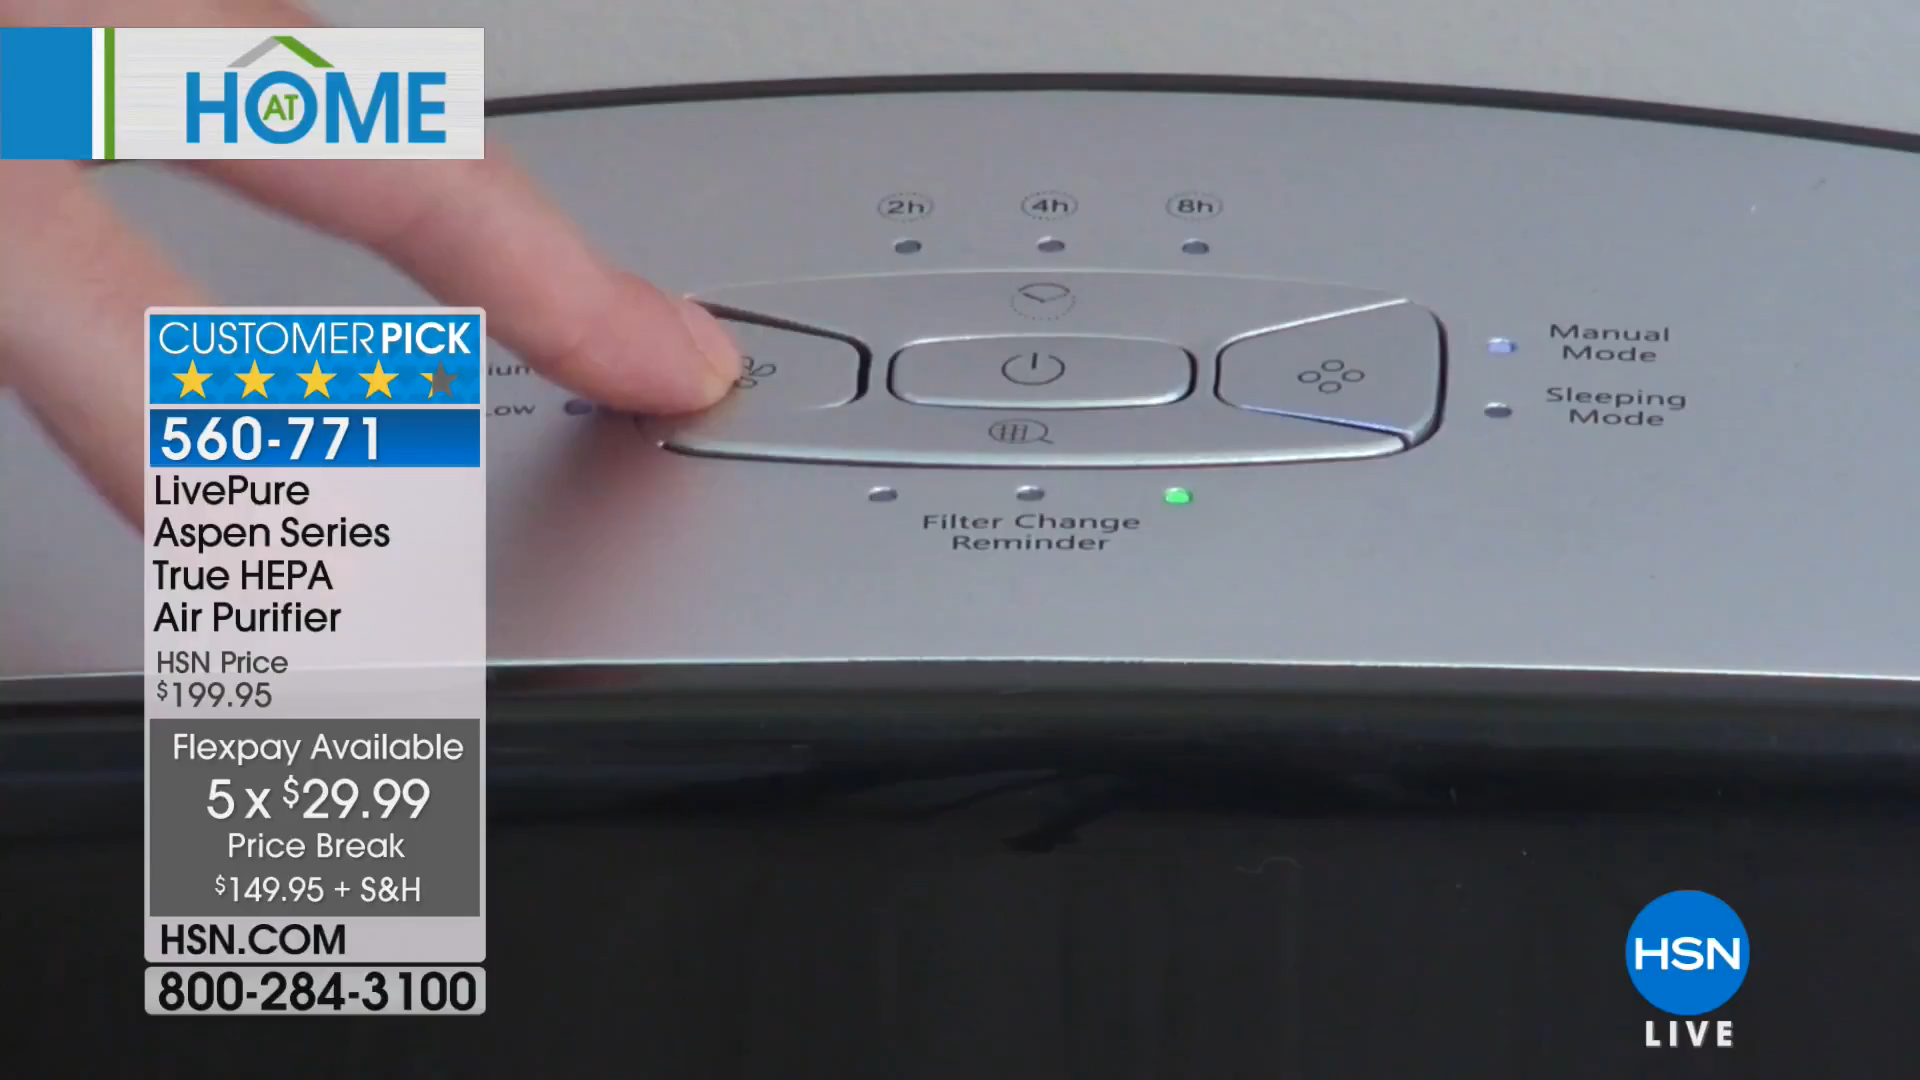 AT HOME
2h 4h 8h
Manual
Mode
Low
Sleeping
Mode
Filter Change
Reminder
CUSTOMER PICK
560-771
LivePure
Aspen Series
True HEPA
Air Purifier
HSN Price
$199.95
Flexpay Available
5 x $29.99
Price Break
$149.95 + S&H
HSN.COM
800-284-3100
HSN
LIVE